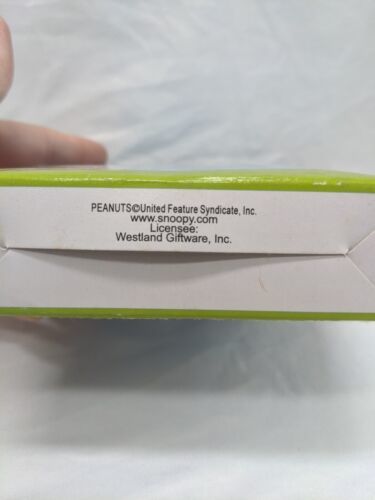 PEANUTS©United Feature Syndicate, Inc.
www.snoopy.com
Licensee:
Westland Giftware, Inc.